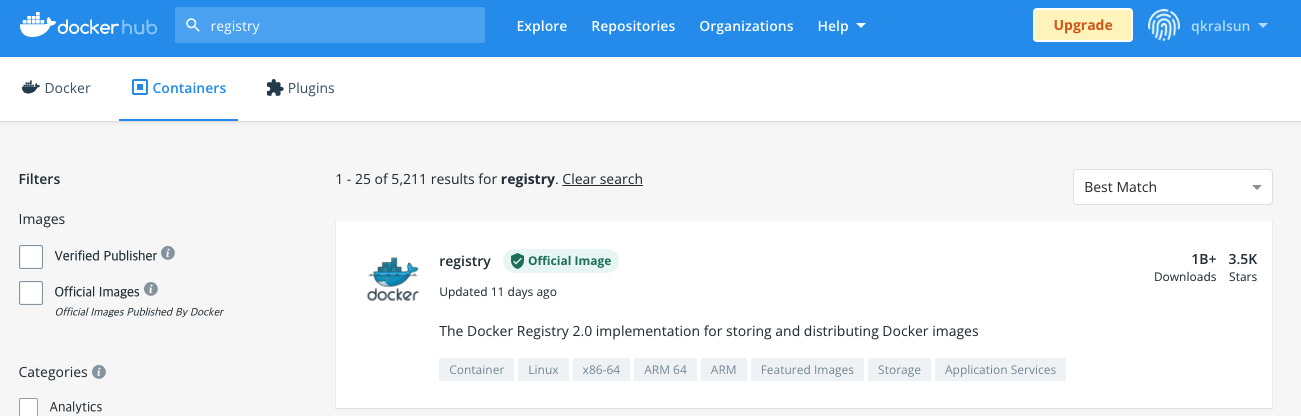 dockerhub registry Explore Repositories Organizations Help Upgrade qkralsun
Docker Containers Plugins
Filters
1 - 25 of 5,211 results for registry. Clear search
Best Match
Images
Verified Publisher
Official Images
Official Images Published By Docker
Categories
Analytics
docker
registry Official Image
Updated 11 days ago
1B+ 3.5K
Downloads Stars
The Docker Registry 2.0 implementation for storing and distributing Docker images
Container Linux x86-64 ARM 64 ARM Featured Images Storage Application Services